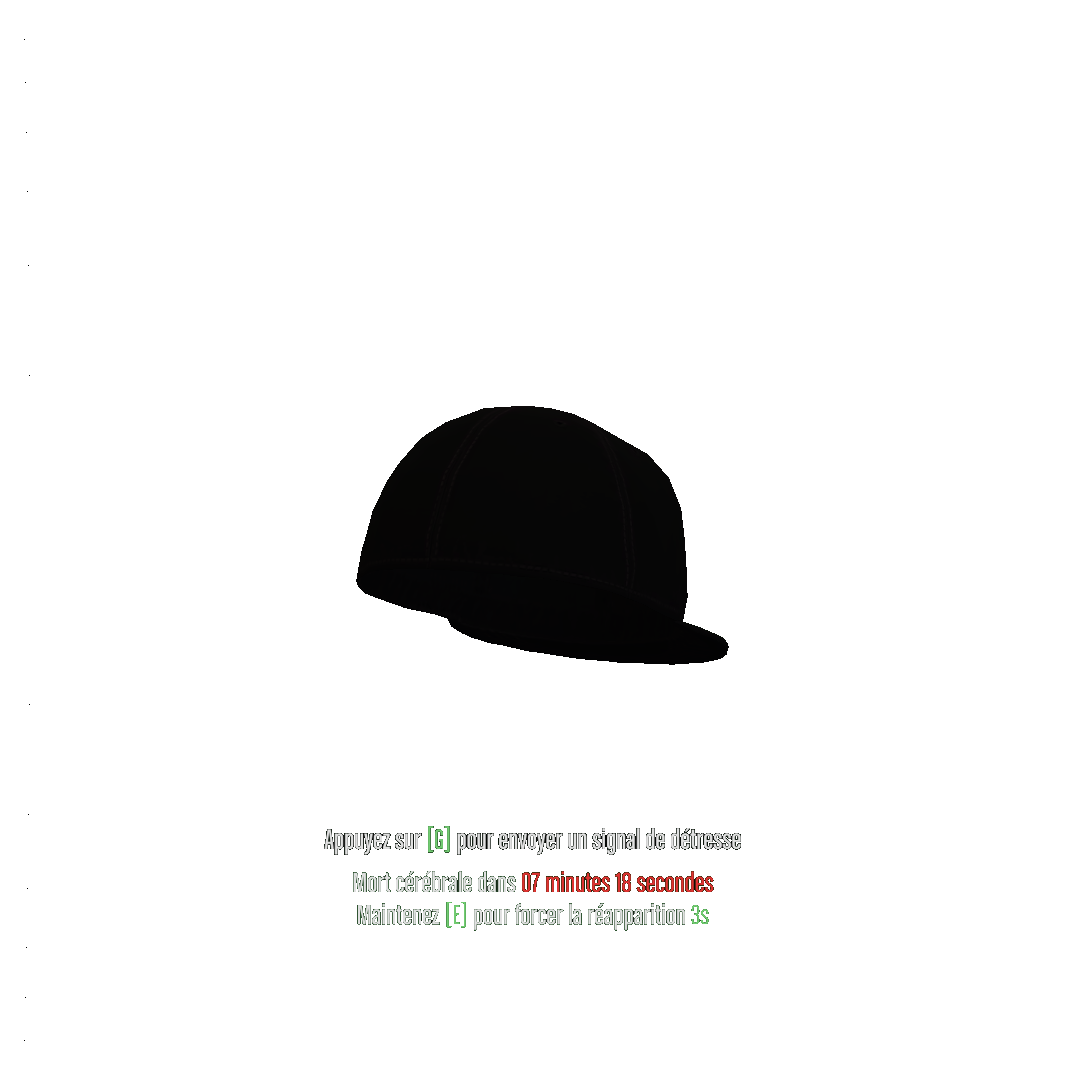 Appuyez sur [G] pour envoyer un signal de détresse
Mort cérébrale dans 07 minutes 18 secondes
Maintenez [E] pour forcer la réapparition 3s